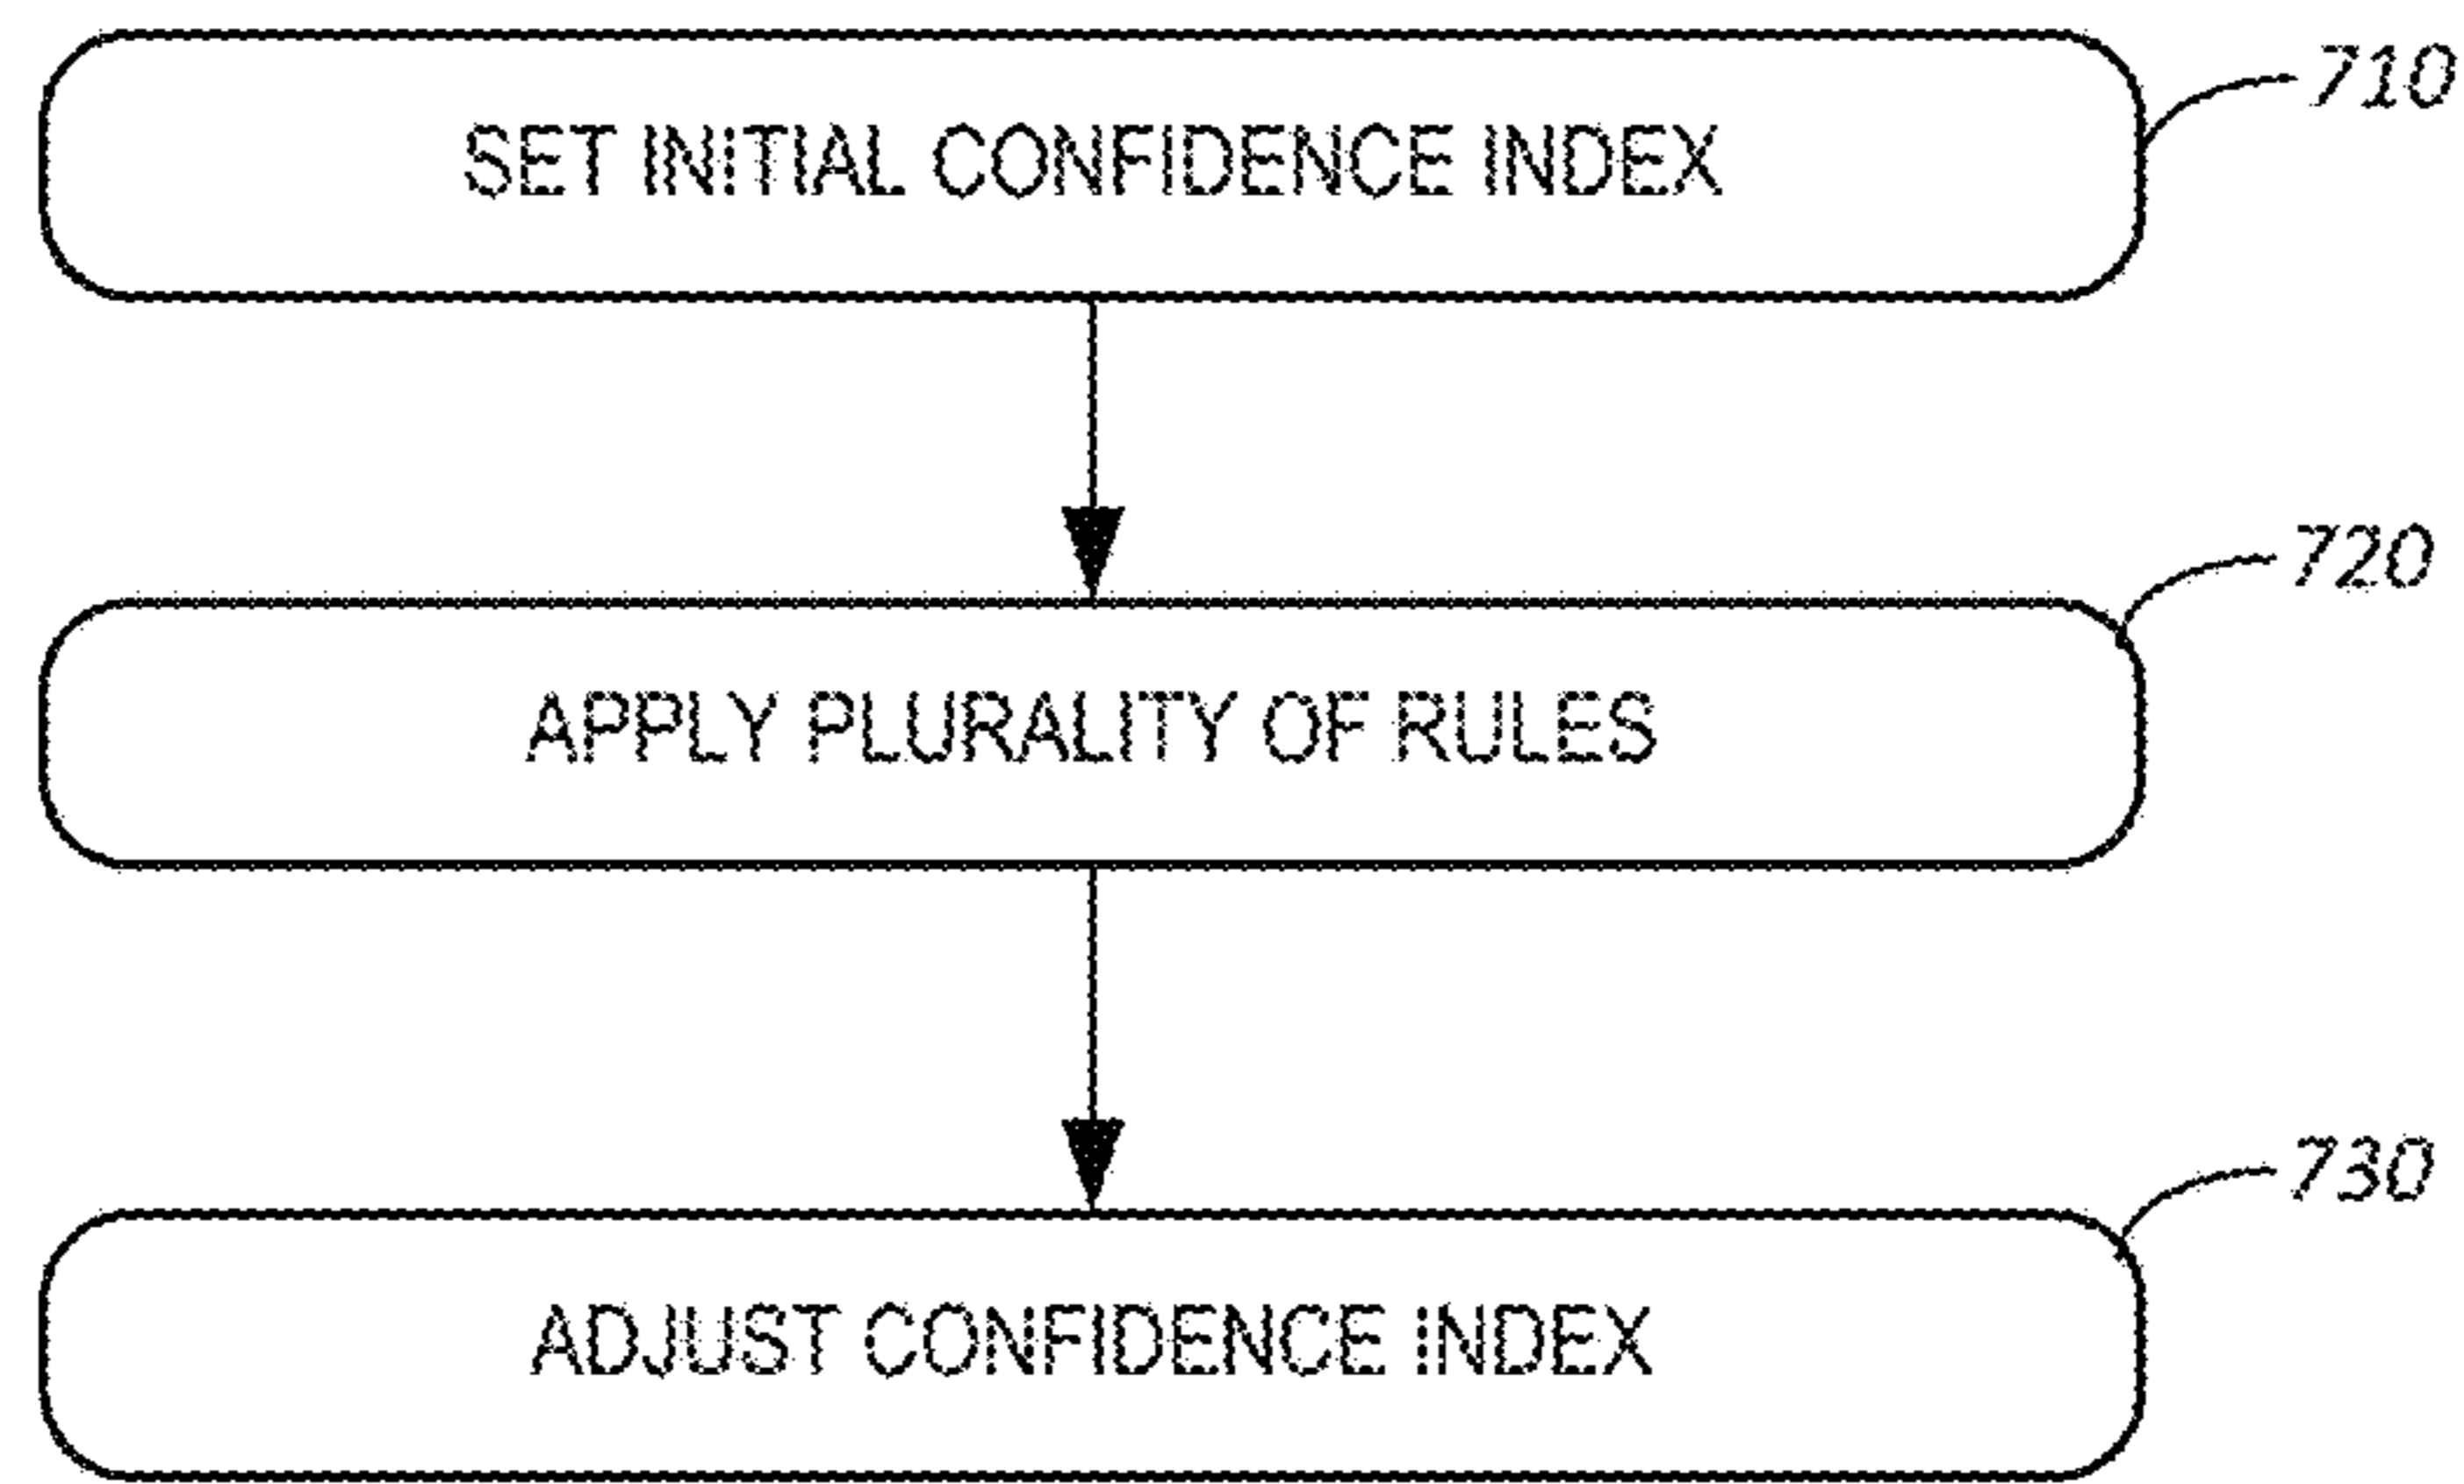 710
SET INITIAL CONFIDENCE INDEX
720
APPLY PLURALITY OF RULES
730
ADJUST CONFIDENCE INDEX